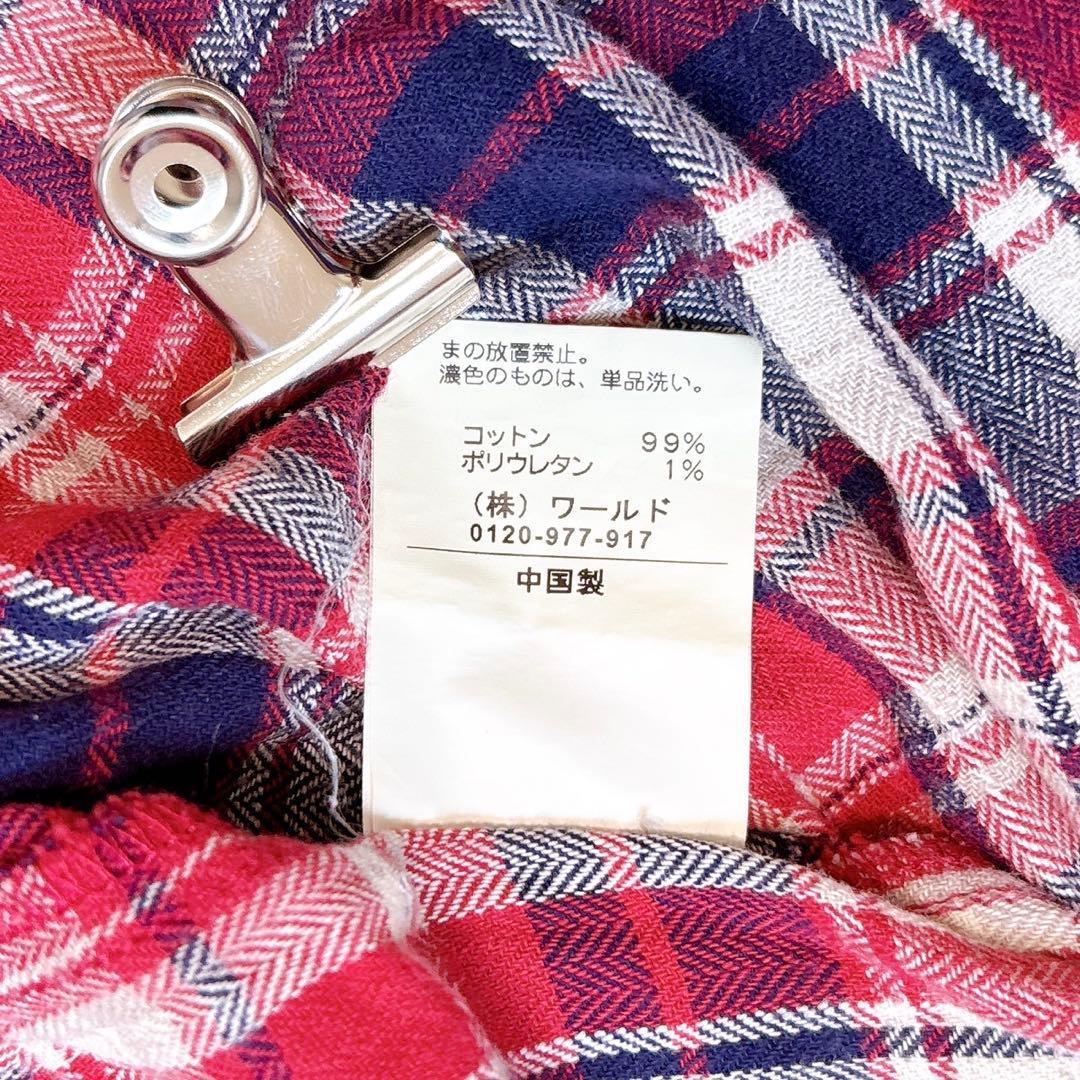 まの放置禁止。
濃色のものは、単品洗い。
コットン 99%
ポリウレタン 1%
(株) ワールド
0120-977-917
中国製